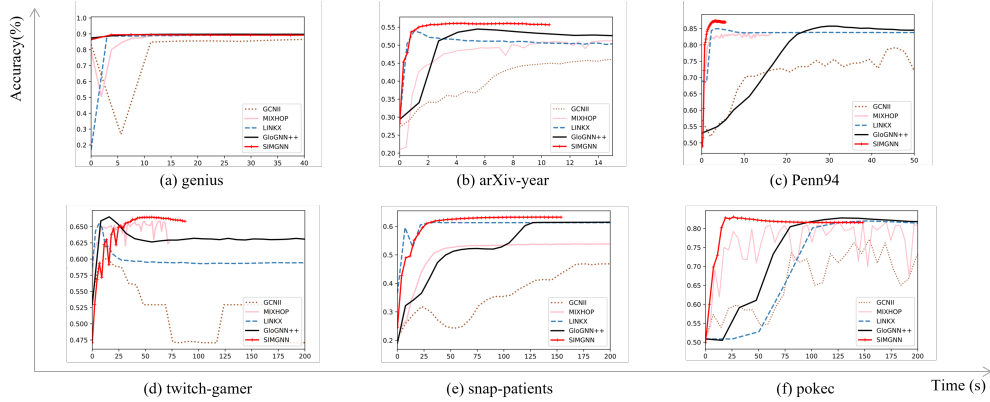 Accuracy(%)
1.0
0.9
0.8
0.7
0.6
0.5
0.4
0.3
0.2
0 5 10 15 20 25 30 35 40
GCNII
MIXHOP
LINKX
GloGNN++
SIMGNN
(a) genius
0.55
0.50
0.45
0.40
0.35
0.30
0.25
0.20
0 2 4 6 8 10 12 14
GCNII
MIXHOP
LINKX
GloGNN++
SIMGNN
(b) arXiv-year
0.85
0.80
0.75
0.70
0.65
0.60
0.55
0.50
0 10 20 30 40 50
GCNII
MIXHOP
LINKX
GloGNN++
SIMGNN
(c) Penn94
0.650
0.625
0.600
0.575
0.550
0.525
0.500
0.475
0 25 50 75 100 125 150 175 200
GCNII
MIXHOP
LINKX
GloGNN++
SIMGNN
(d) twitch-gamer
0.6
0.5
0.4
0.3
0.2
0 25 50 75 100 125 150 175 200
GCNII
MIXHOP
LINKX
GloGNN++
SIMGNN
(e) snap-patients
0.80
0.75
0.70
0.65
0.60
0.55
0.50
0 25 50 75 100 125 150 175 200
GCNII
MIXHOP
LINKX
GloGNN++
SIMGNN
(f) pokec
Time (s)